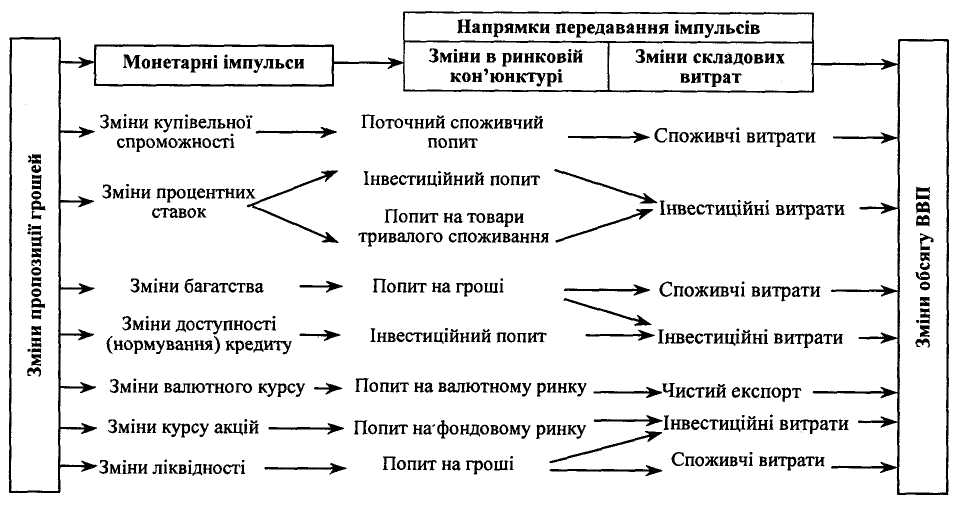 Зміни пропозиції грошей
Монетарні імпульси
Напрямки передавання імпульсів
Зміни в ринковій
кон’юнктурі
Зміни складових
витрат
Зміни купівельної
спроможності
Поточний споживчий
попит
Споживчі витрати
Зміни процентних
ставок
Інвестиційний попит
Попит на товари
тривалого споживання
Інвестиційні витрати
Зміни багатства
Попит на гроші
Споживчі витрати
Зміни доступності
(нормування) кредиту
Інвестиційний попит
Інвестиційні витрати
Зміни валютного курсу
Попит на валютному ринку
Чистий експорт
Зміни курсу акцій
Попит на фондовому ринку
Інвестиційні витрати
Зміни ліквідності
Попит на гроші
Споживчі витрати
Зміни обсягу ВВП